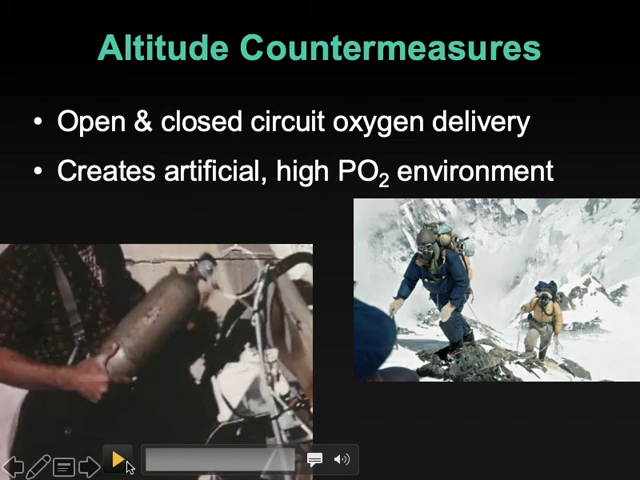 Altitude Countermeasures
• Open & closed circuit oxygen delivery
• Creates artificial, high PO₂ environment